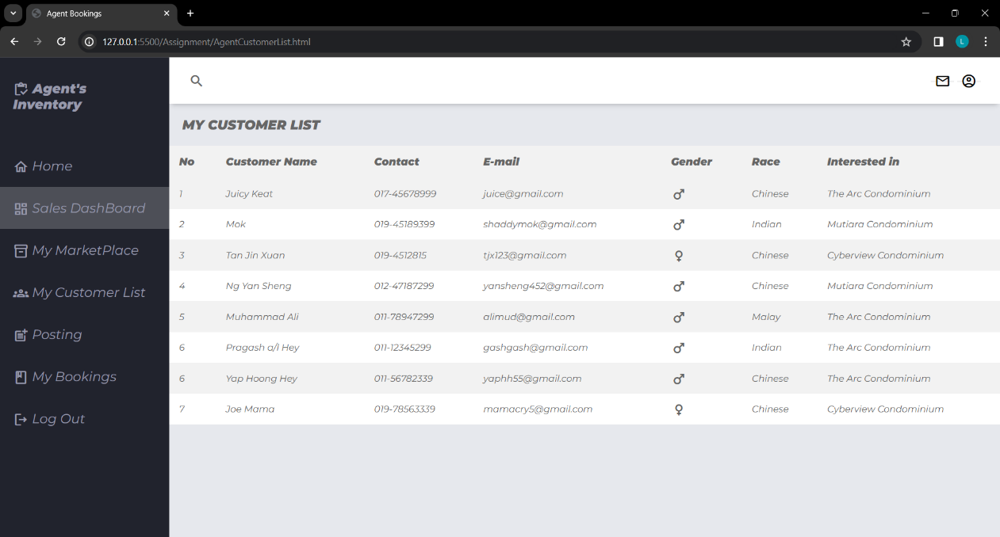 Agent Bookings
127.0.0.1:5500/Assignment/AgentCustomerList.html
L
Agent's
Inventory
Home
Sales DashBoard
My MarketPlace
My Customer List
Posting
My Bookings
Log Out
MY CUSTOMER LIST
No Customer Name Contact E-mail Gender Race Interested in
1 Juicy Keat 017-45678999 juice@gmail.com Chinese The Arc Condominium
2 Mok 019-45189399 shaddymok@gmail.com Indian Mutiara Condominium
3 Tan Jin Xuan 019-4512815 tjx123@gmail.com Chinese Cyberview Condominium
4 Ng Yan Sheng 012-47187299 yansheng452@gmail.com Chinese Mutiara Condominium
5 Muhammad Ali 011-78947299 alimud@gmail.com Malay The Arc Condominium
6 Pragash a/l Hey 011-12345299 gashgash@gmail.com Indian The Arc Condominium
6 Yap Hoong Hey 011-56782339 yaphh55@gmail.com Chinese The Arc Condominium
7 Joe Mama 019-78563339 mamacry5@gmail.com Chinese Cyberview Condominium